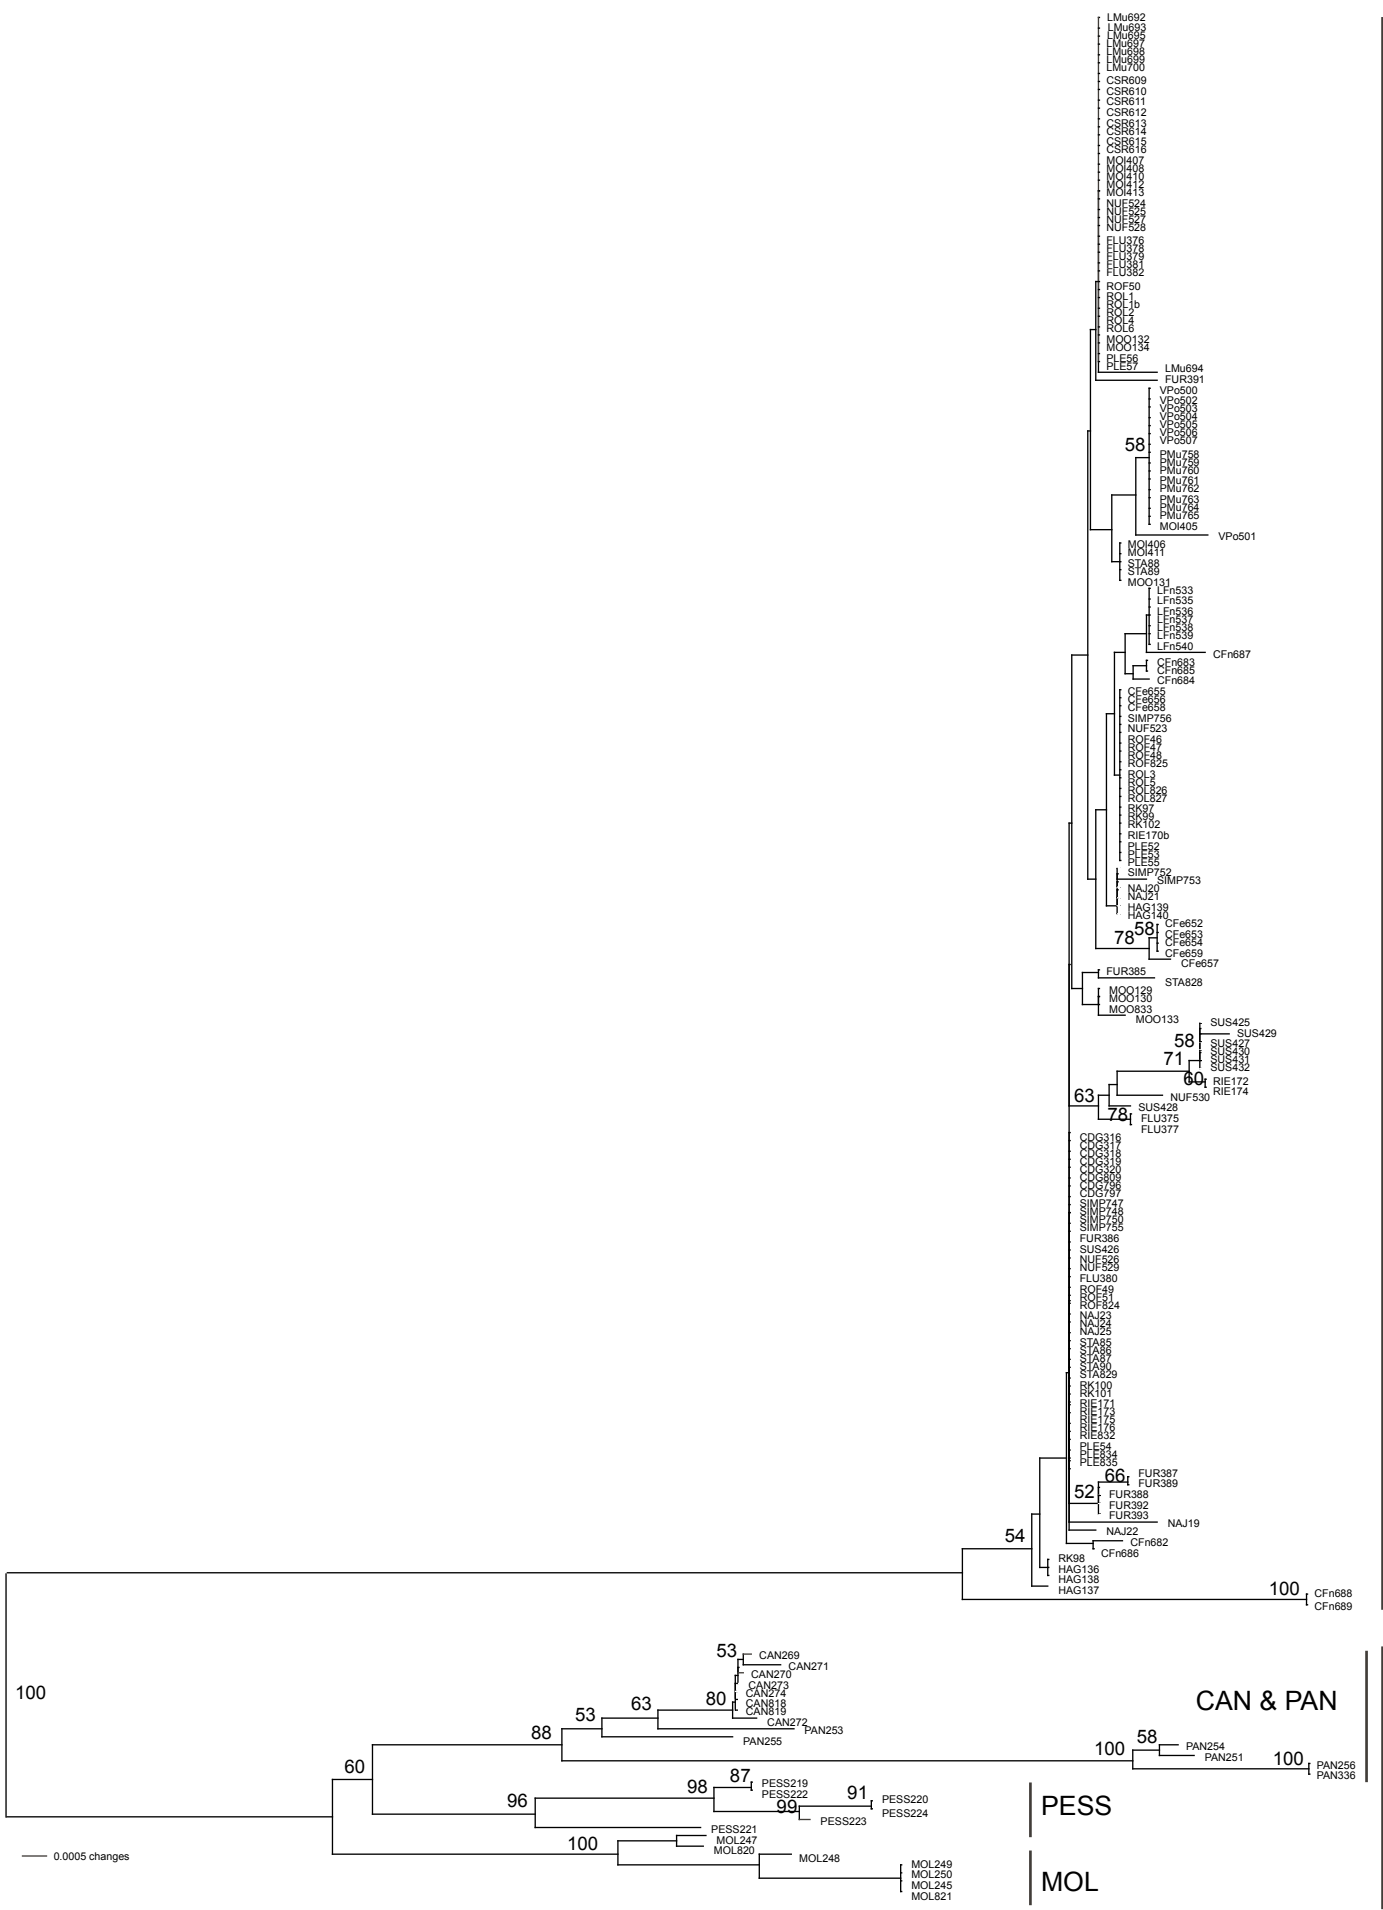 LMu692
LMu693
LMu695
LMu697
LMu698
LMu699
LMu700
CSR609
CSR610
CSR611
CSR612
CSR613
CSR614
CSR615
CSR616
MOI407
MOI408
MOI410
MOI412
MOI413
NUF524
NUF525
NUF527
NUF528
FLU376
FLU378
FLU379
FLU381
FLU382
ROF50
ROL1
ROL1b
ROL2
ROL4
ROL6
MOO132
MOO134
PLE56
PLE57
LMu694
FUR391
VPo500
VPo502
VPo503
VPo504
VPo505
VPo506
VPo507
58
PMu758
PMu759
PMu760
PMu761
PMu762
PMu763
PMu764
PMu765
MOI405
VPo501
MOI406
MOI411
STA88
STA89
MOO131
LFn533
LFn535
LFn536
LFn537
LFn538
LFn539
LFn540
CFn687
CFn683
CFn685
CFn684
CFe655
CFe656
CFe658
SIMP756
NUF523
ROF46
ROF47
ROF48
ROF825
ROL3
ROL5
ROL826
ROL827
RK97
RK99
RK102
RIE170b
PLE52
PLE53
PLE55
SIMP752
SIMP753
NAJ20
NAJ21
HAG139
HAG140
CFe652
58
CFe653
78
CFe654
CFe659
CFe657
FUR385
STA828
MOO129
MOO130
MOO833
MOO133
SUS425
SUS429
58
SUS427
SUS430
71
SUS431
SUS432
60
RIE172
RIE174
63
NUF530
SUS428
78
FLU375
FLU377
CDG316
CDG317
CDG318
CDG319
CDG320
CDG809
CDG796
CDG797
SIMP747
SIMP748
SIMP750
SIMP755
FUR386
SUS426
NUF526
NUF529
FLU380
ROF49
ROF51
ROF824
NAJ23
NAJ24
NAJ25
STA85
STA86
STA87
STA90
STA829
RK100
RK101
RIE171
RIE173
RIE175
RIE176
RIE832
PLE54
PLE834
PLE835
66
FUR387
FUR389
52
FUR388
FUR392
FUR393
NAJ19
NAJ22
54
CFn682
CFn686
RK98
HAG136
HAG138
HAG137
100
CFn688
CFn689
53
CAN269
CAN271
CAN270
CAN273
CAN274
100
80
CAN818
CAN & PAN
63
CAN819
53
CAN272
PAN253
88
PAN255
58
PAN254
100
PAN251
100
PAN256
60
PAN336
87
PESS219
98
PESS222
91
PESS220
96
99
PESS224
PESS
PESS223
PESS221
100
MOL247
MOL820
0.0005 changes
MOL248
MOL249
MOL250
MOL
MOL245
MOL821